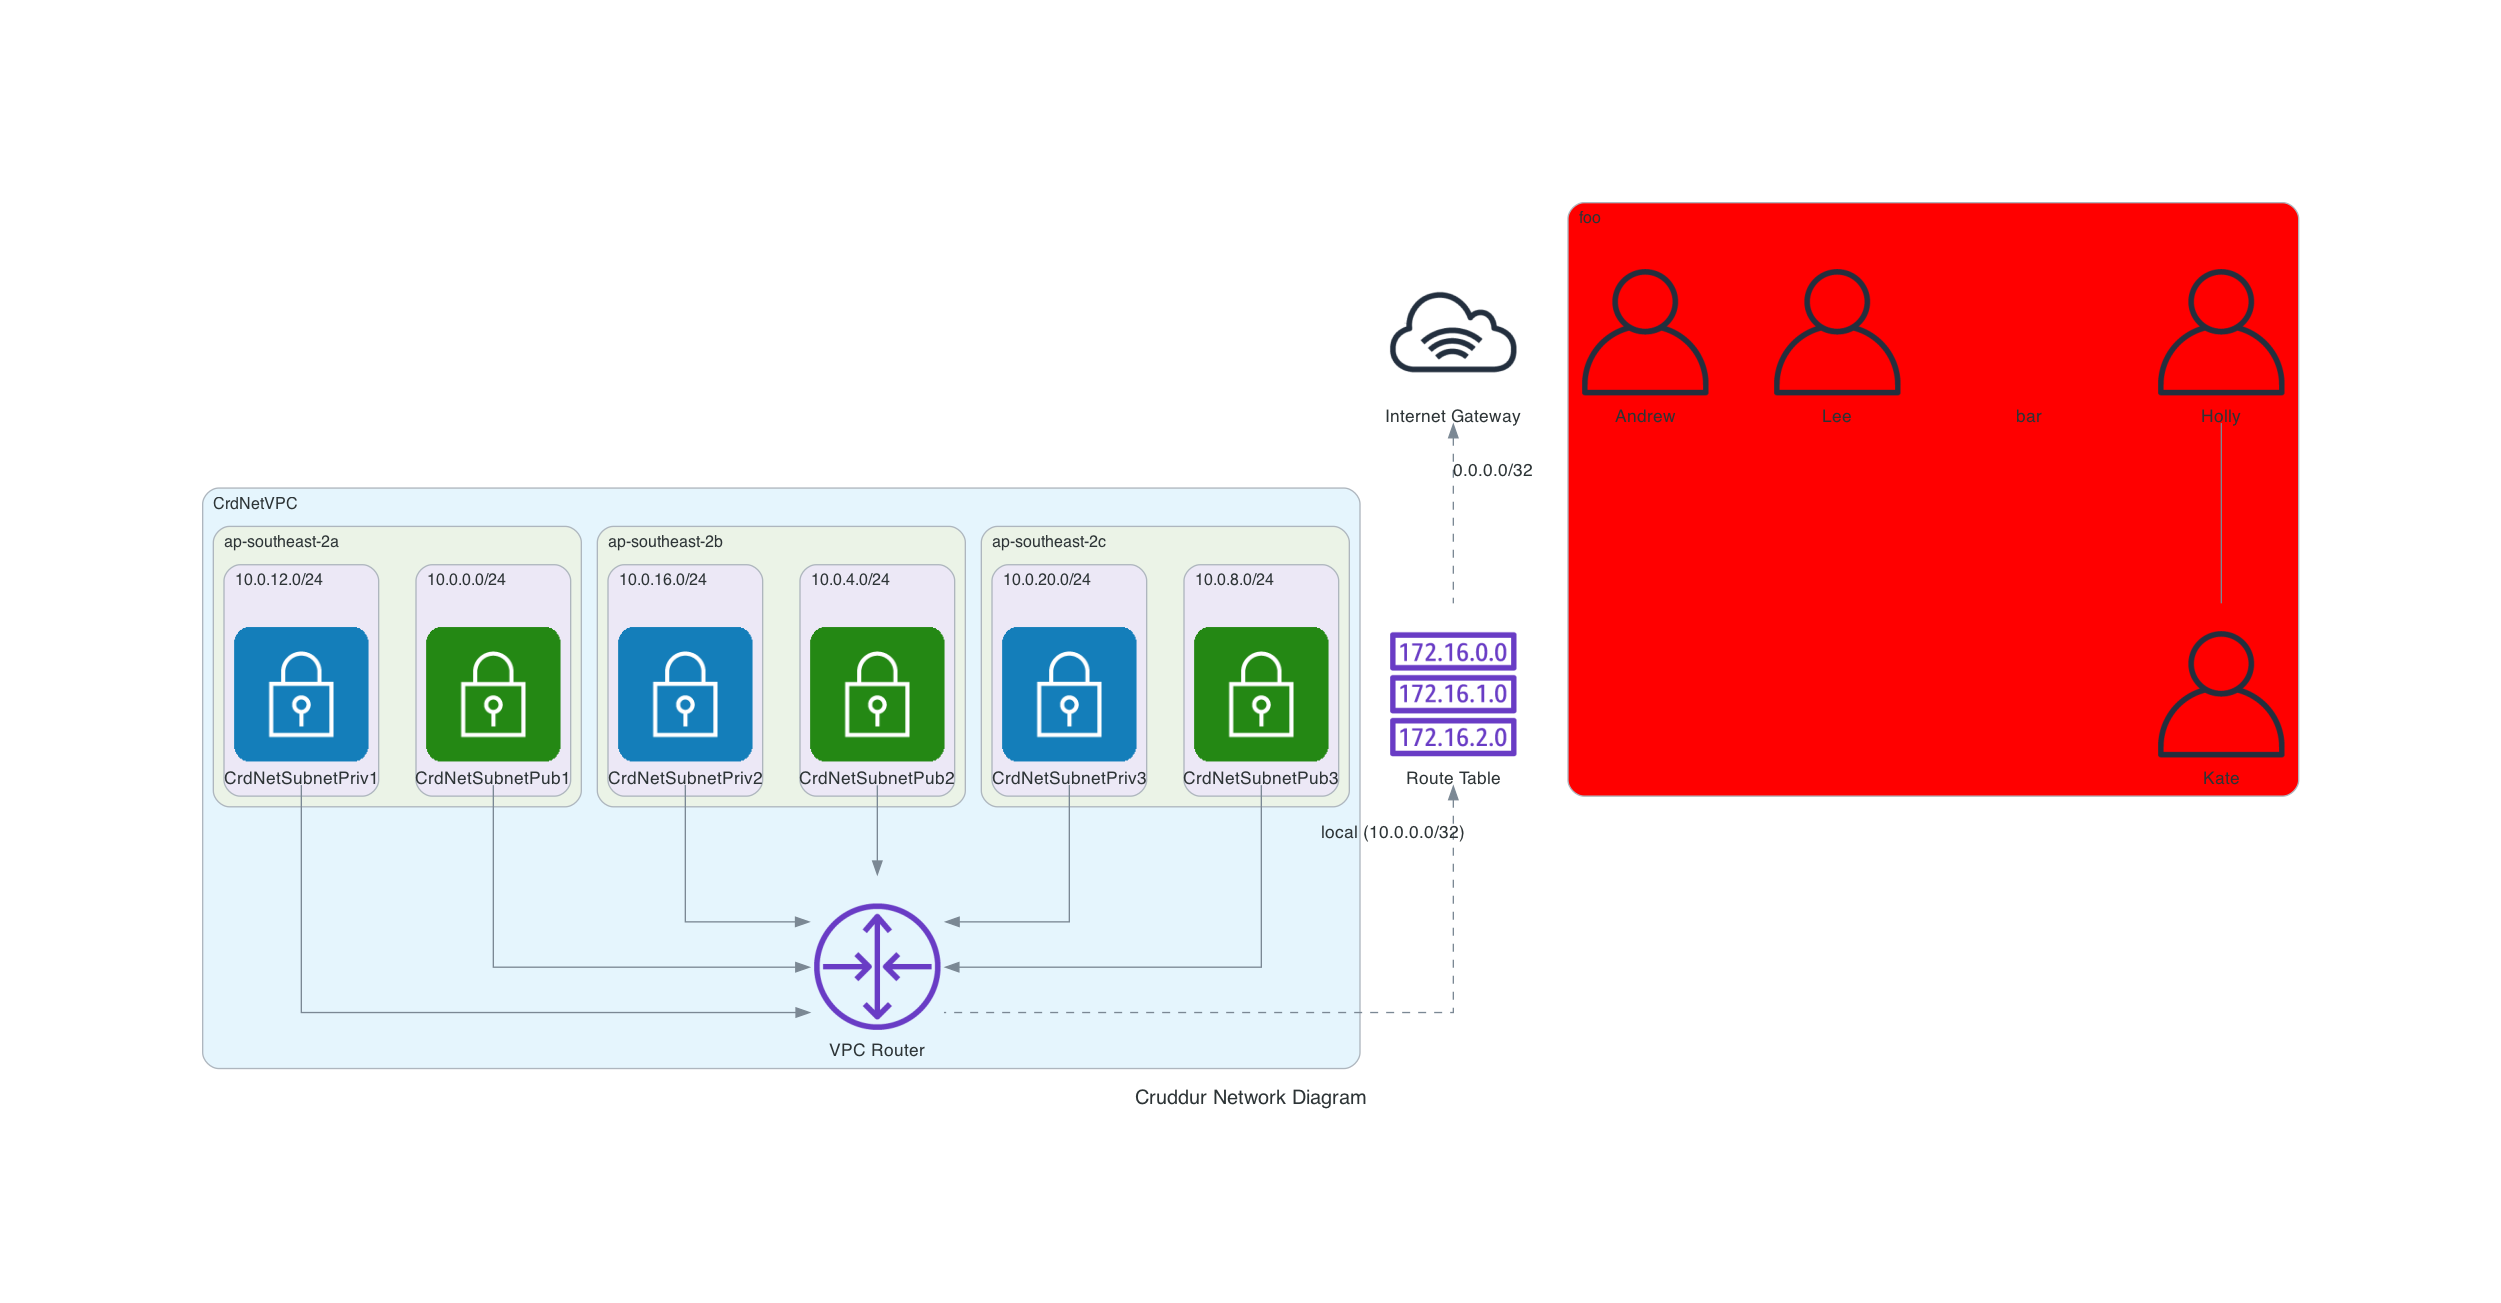 foo
Andrew
Lee
bar
Holly
Internet Gateway
0.0.0.0/32
CrdNetVPC
ap-southeast-2a
ap-southeast-2b
ap-southeast-2c
10.0.12.0/24
10.0.0.0/24
10.0.16.0/24
10.0.4.0/24
10.0.20.0/24
10.0.8.0/24
172.16.0.0
172.16.1.0
172.16.2.0
CrdNetSubnetPriv1
CrdNetSubnetPub1
CrdNetSubnetPriv2
CrdNetSubnetPub2
CrdNetSubnetPriv3
CrdNetSubnetPub3
Route Table
Kate
local (10.0.0.0/32)
VPC Router
Cruddur Network Diagram